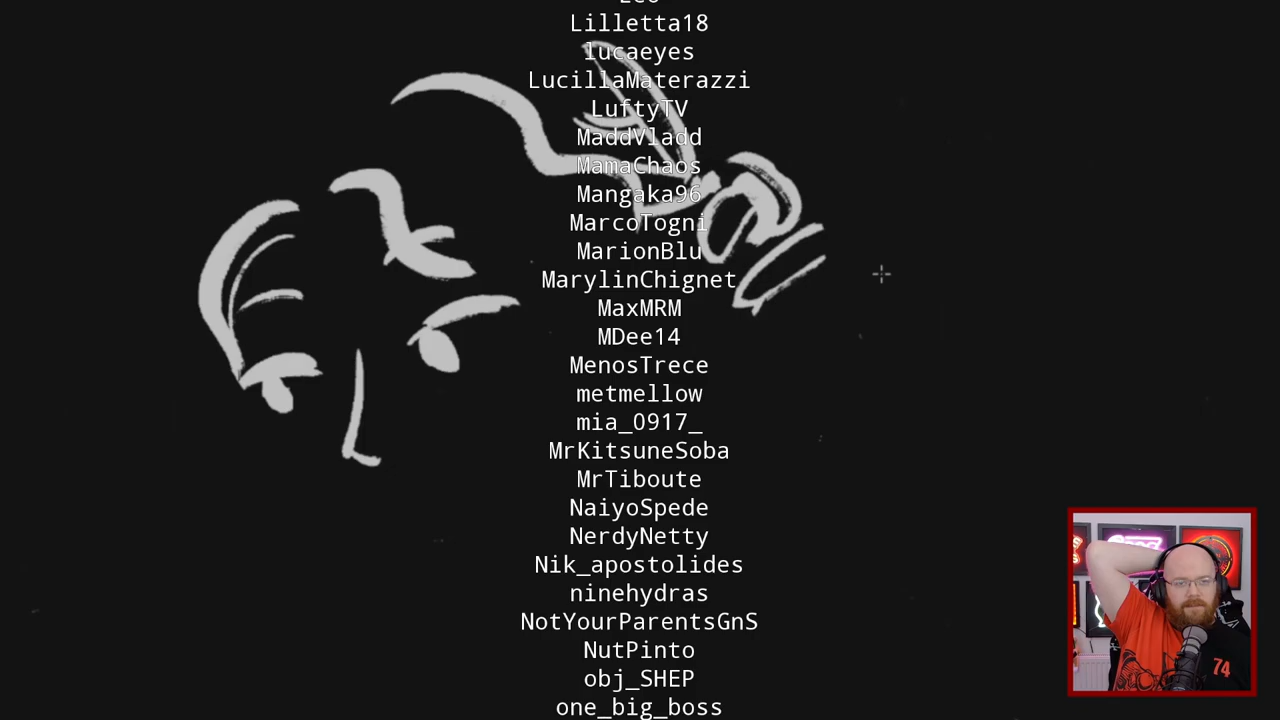 Lilletta18
lucaeyes
LucillaMaterazzi
LuftyTV
MaddVladd
MamaChaos
Mangaka96
MarcoTogni
MarionBlu
MarylinChignet
MaxMRM
MDee14
MenosTrece
metmellow
mia_0917_
MrKitsuneSoba
MrTiboute
NaiyoSpede
NerdyNetty
Nik_apostolides
ninehydras
NotYourParentsGnS
NutPinto
obj_SHEP
one_big_boss
74